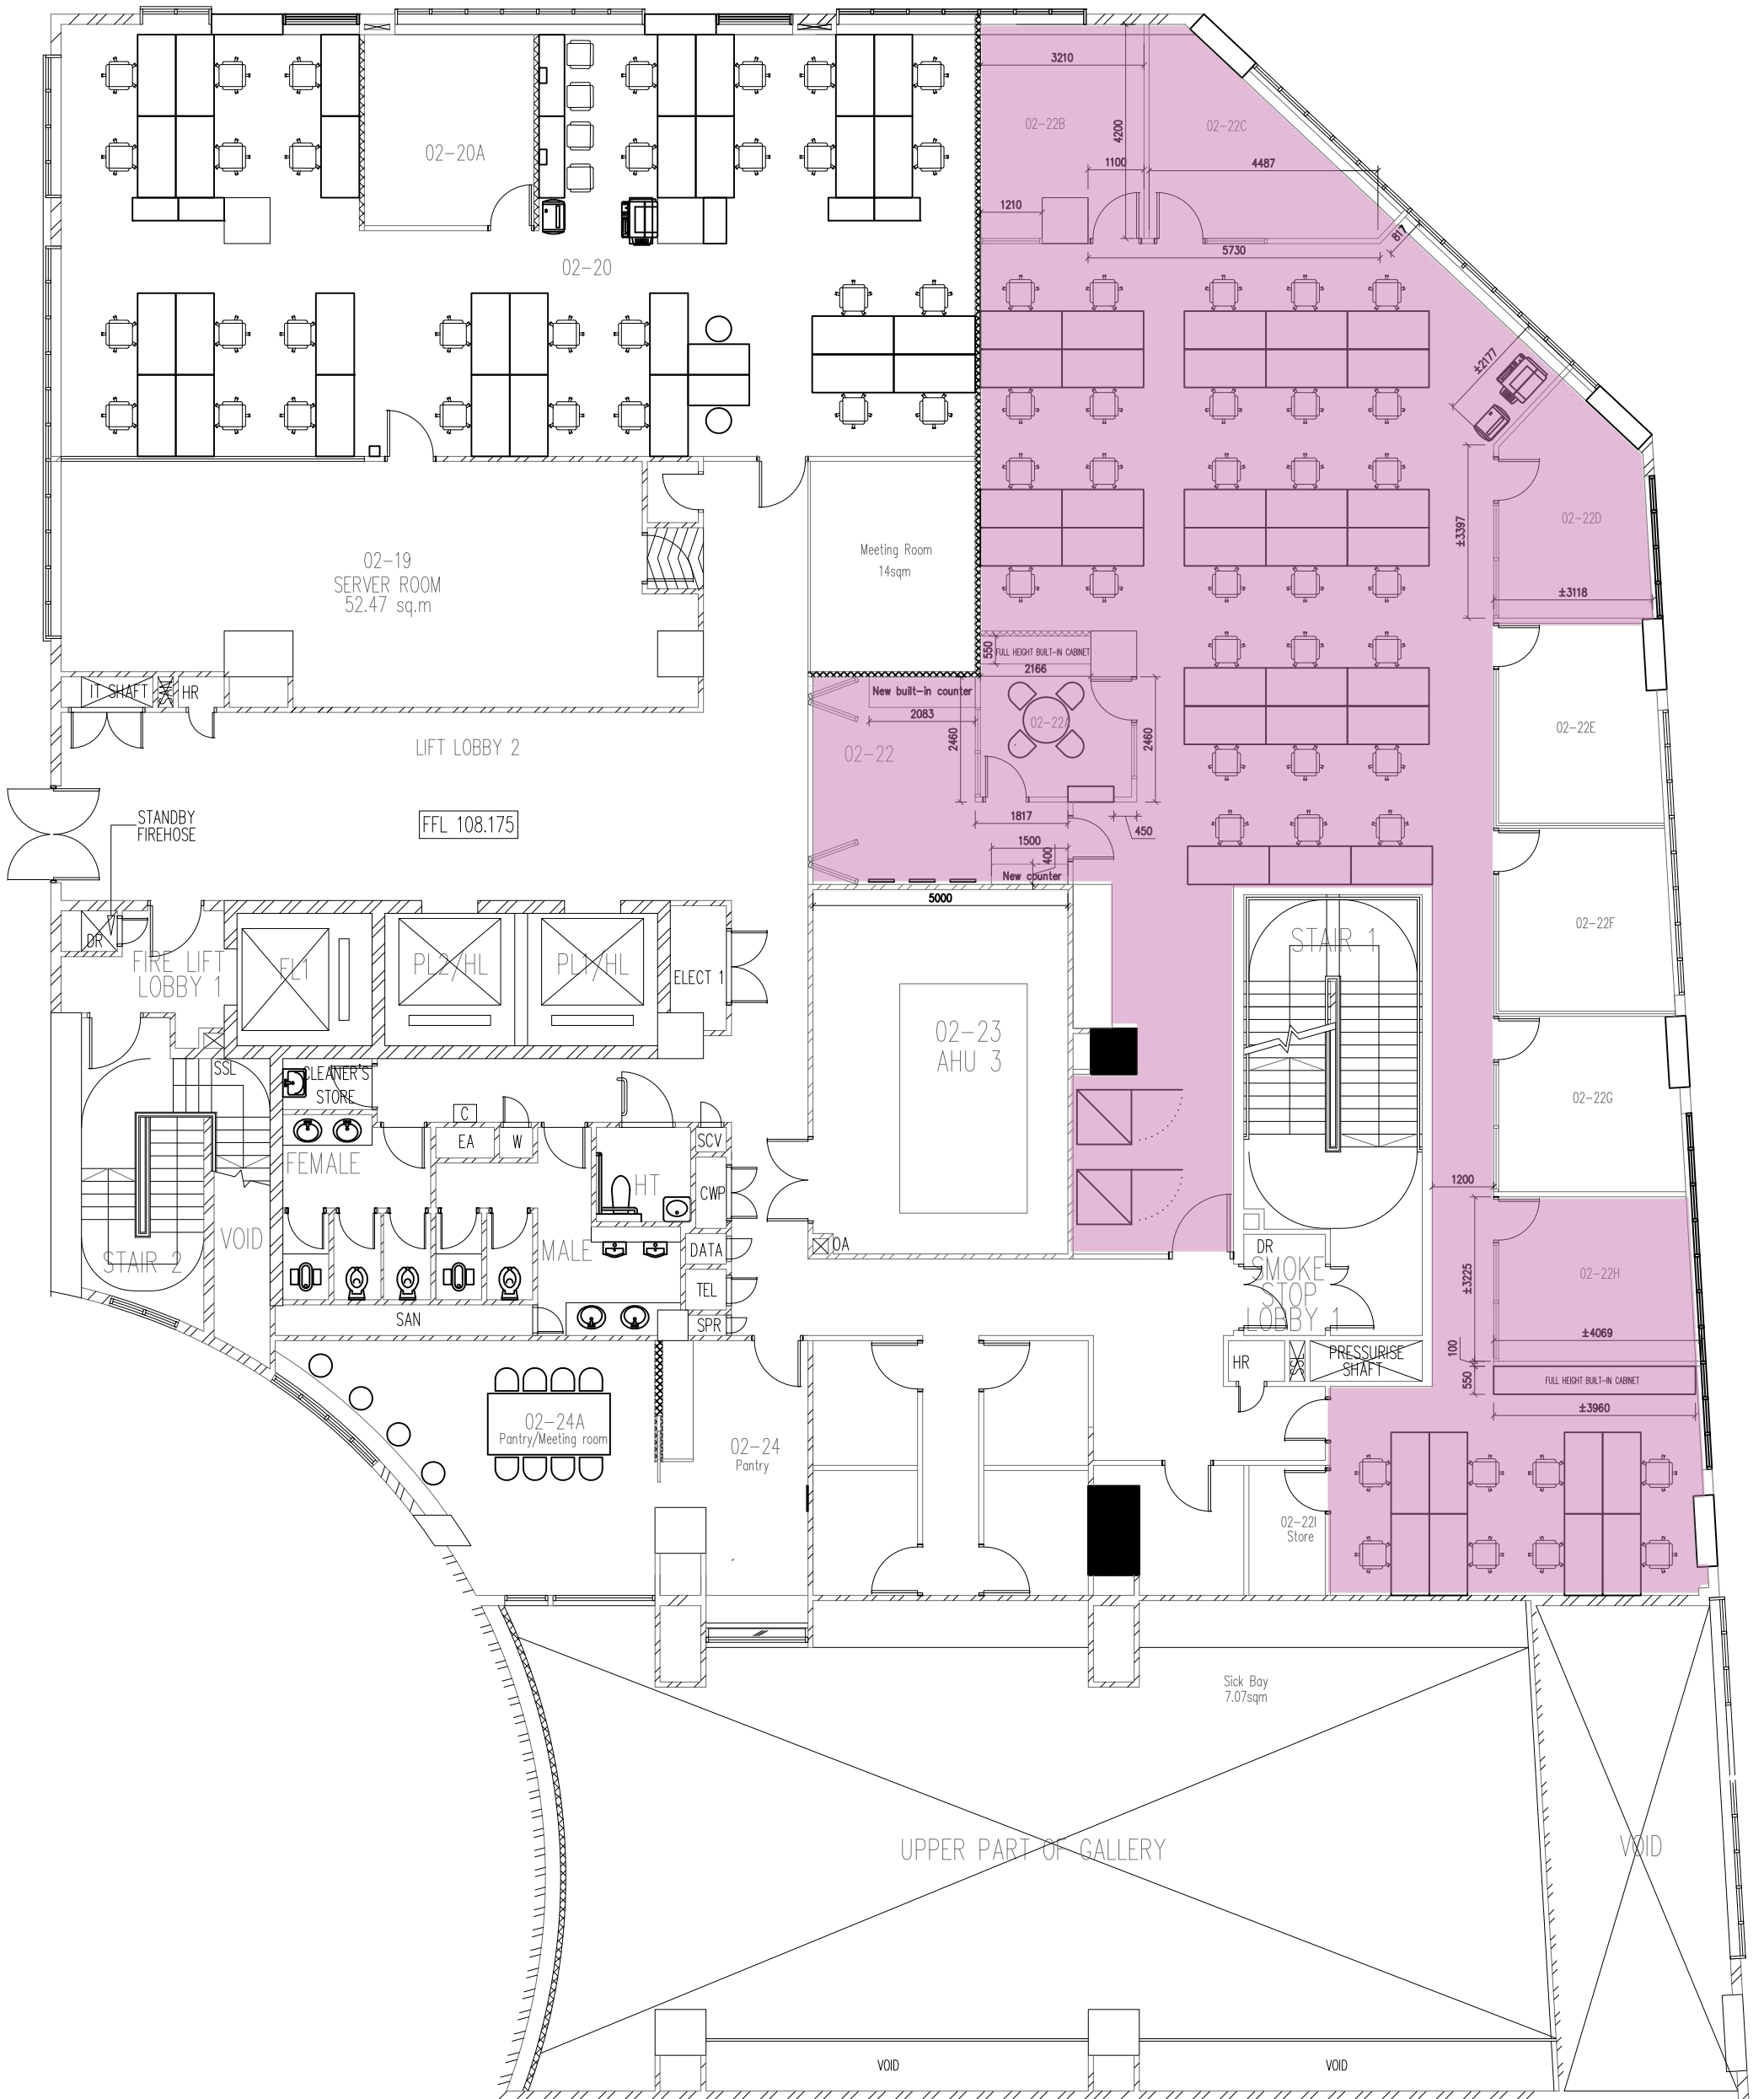 3210
02-22B
02-22C
4200
1100
4487
1210
817
5730
02-20A
02-20
±2177
±3397
02-22D
±3118
02-19
SERVER ROOM
52.47 sq.m
Meeting Room
14sqm
550
FULL HEIGHT BUILT-IN CABINET
2166
IT SHAFT
HR
New built-in counter
2083
2460
02-22A
2460
02-22
02-22E
LIFT LOBBY 2
FFL 108.175
STANDBY
FIREHOSE
1817
450
1500
400
New counter
5000
DR
FIRE LIFT
LOBBY 1
FL1
PL2/HL
PL1/HL
ELECT 1
STAIR 1
02-22F
02-23
AHU 3
SSL
CLEANER'S
STORE
C
EA
W
SCV
02-22G
FEMALE
HT
CWP
1200
VOID
STAIR 2
MALE
DATA
OA
DR
SMOKE
STOP
LOBBY 1
±3225
02-22H
TEL
SAN
SPR
±4069
HR
SSL
PRESSURISE
SHAFT
100
550
FULL HEIGHT BUILT-IN CABINET
±3960
02-24A
Pantry/Meeting room
02-24
Pantry
02-22I
Store
Sick Bay
7.07sqm
UPPER PART OF GALLERY
VOID
VOID
VOID